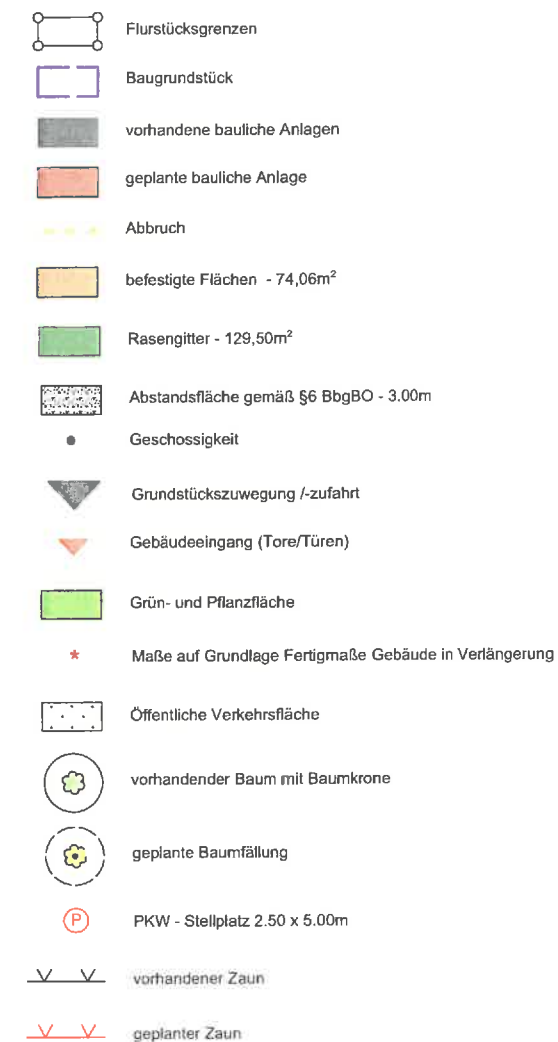 Flurstücksgrenzen
Baugrundstück
vorhandene bauliche Anlagen
geplante bauliche Anlage
Abbruch
befestigte Flächen - 74,06m²
Rasengitter - 129,50m²
Abstandsfläche gemäß §6 BbgBO - 3.00m
Geschossigkeit
Grundstückszuwegung /-zufahrt
Gebäudeeingang (Tore/Türen)
Grün- und Pflanzfläche
* Maße auf Grundlage Fertigmaße Gebäude in Verlängerung
Öffentliche Verkehrsfläche
vorhandender Baum mit Baumkrone
geplante Baumfällung
P PKW - Stellplatz 2.50 x 5.00m
vorhandener Zaun
geplanter Zaun